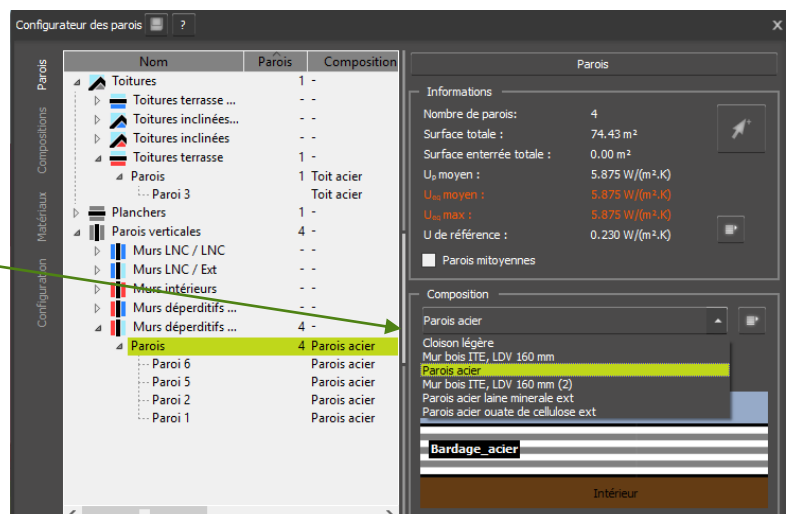 Configurateur des parois ? x
Parois
Compositions
Matériaux
Configuration
Nom Parois Composition
Toitures 1 -
Toitures terrasse ... - -
Toitures inclinées... - -
Toitures inclinées - -
Toitures terrasse 1 -
Parois 1 Toit acier
Paroi 3 Toit acier
Planchers 1 -
Parois verticales 4 -
Murs LNC / LNC - -
Murs LNC / Ext - -
Murs intérieurs - -
Murs déperditifs ... - -
Murs déperditifs ... 4 -
Parois 4 Parois acier
Paroi 6 Parois acier
Paroi 5 Parois acier
Paroi 2 Parois acier
Paroi 1 Parois acier
Parois
Informations
Nombre de parois: 4
Surface totale : 74.43 m²
Surface enterrée totale : 0.00 m²
Up moyen : 5.875 W/(m².K)
Ueq moyen : 5.875 W/(m².K)
Ueq max : 5.875 W/(m².K)
U de référence : 0.230 W/(m².K)
Parois mitoyennes
Composition
Parois acier
Cloison légère
Mur bois ITE, LDV 160 mm
Parois acier
Mur bois ITE, LDV 160 mm (2)
Parois acier laine minerale ext
Parois acier ouate de cellulose ext
Bardage_acier
Intérieur